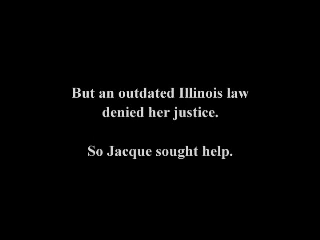 But an outdated Illinois law
denied her justice.
So Jacque sought help.